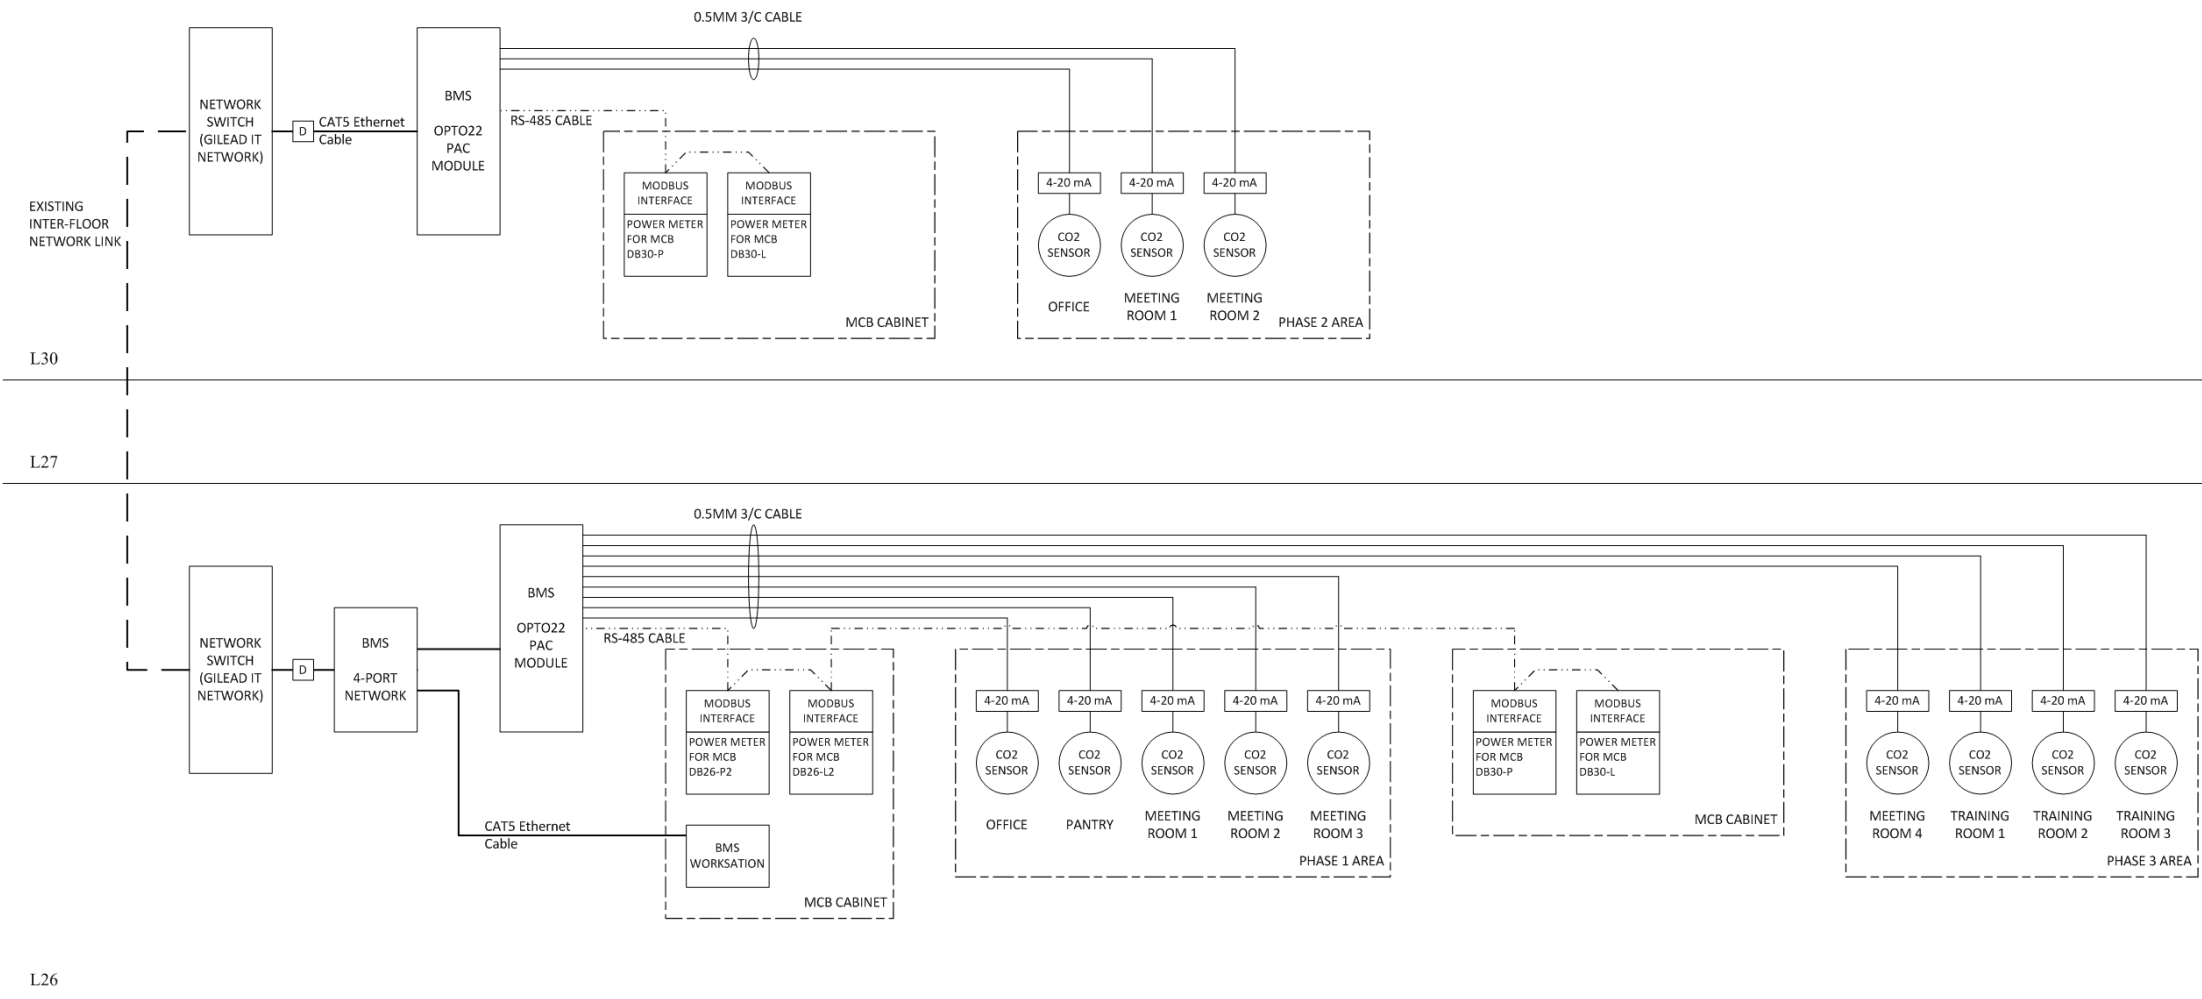 0.5MM 3/C CABLE
NETWORK
SWITCH
(GILEAD IT
NETWORK)
D
CAT5 Ethernet
Cable
BMS
OPTO22
PAC
MODULE
RS-485 CABLE
MODBUS
INTERFACE
POWER METER
FOR MCB
DB30-P
MODBUS
INTERFACE
POWER METER
FOR MCB
DB30-L
MCB CABINET
4-20 mA
CO2
SENSOR
OFFICE
4-20 mA
CO2
SENSOR
MEETING
ROOM 1
4-20 mA
CO2
SENSOR
MEETING
ROOM 2
PHASE 2 AREA
EXISTING
INTER-FLOOR
NETWORK LINK
L30
L27
0.5MM 3/C CABLE
NETWORK
SWITCH
(GILEAD IT
NETWORK)
D
BMS
4-PORT
NETWORK
BMS
OPTO22
PAC
MODULE
RS-485 CABLE
MODBUS
INTERFACE
POWER METER
FOR MCB
DB26-P2
MODBUS
INTERFACE
POWER METER
FOR MCB
DB26-L2
CAT5 Ethernet
Cable
BMS
WORKSATION
MCB CABINET
4-20 mA
CO2
SENSOR
OFFICE
4-20 mA
CO2
SENSOR
PANTRY
4-20 mA
CO2
SENSOR
MEETING
ROOM 1
4-20 mA
CO2
SENSOR
MEETING
ROOM 2
4-20 mA
CO2
SENSOR
MEETING
ROOM 3
PHASE 1 AREA
MODBUS
INTERFACE
POWER METER
FOR MCB
DB30-P
MODBUS
INTERFACE
POWER METER
FOR MCB
DB30-L
MCB CABINET
4-20 mA
CO2
SENSOR
MEETING
ROOM 4
4-20 mA
CO2
SENSOR
TRAINING
ROOM 1
4-20 mA
CO2
SENSOR
TRAINING
ROOM 2
4-20 mA
CO2
SENSOR
TRAINING
ROOM 3
PHASE 3 AREA
L26